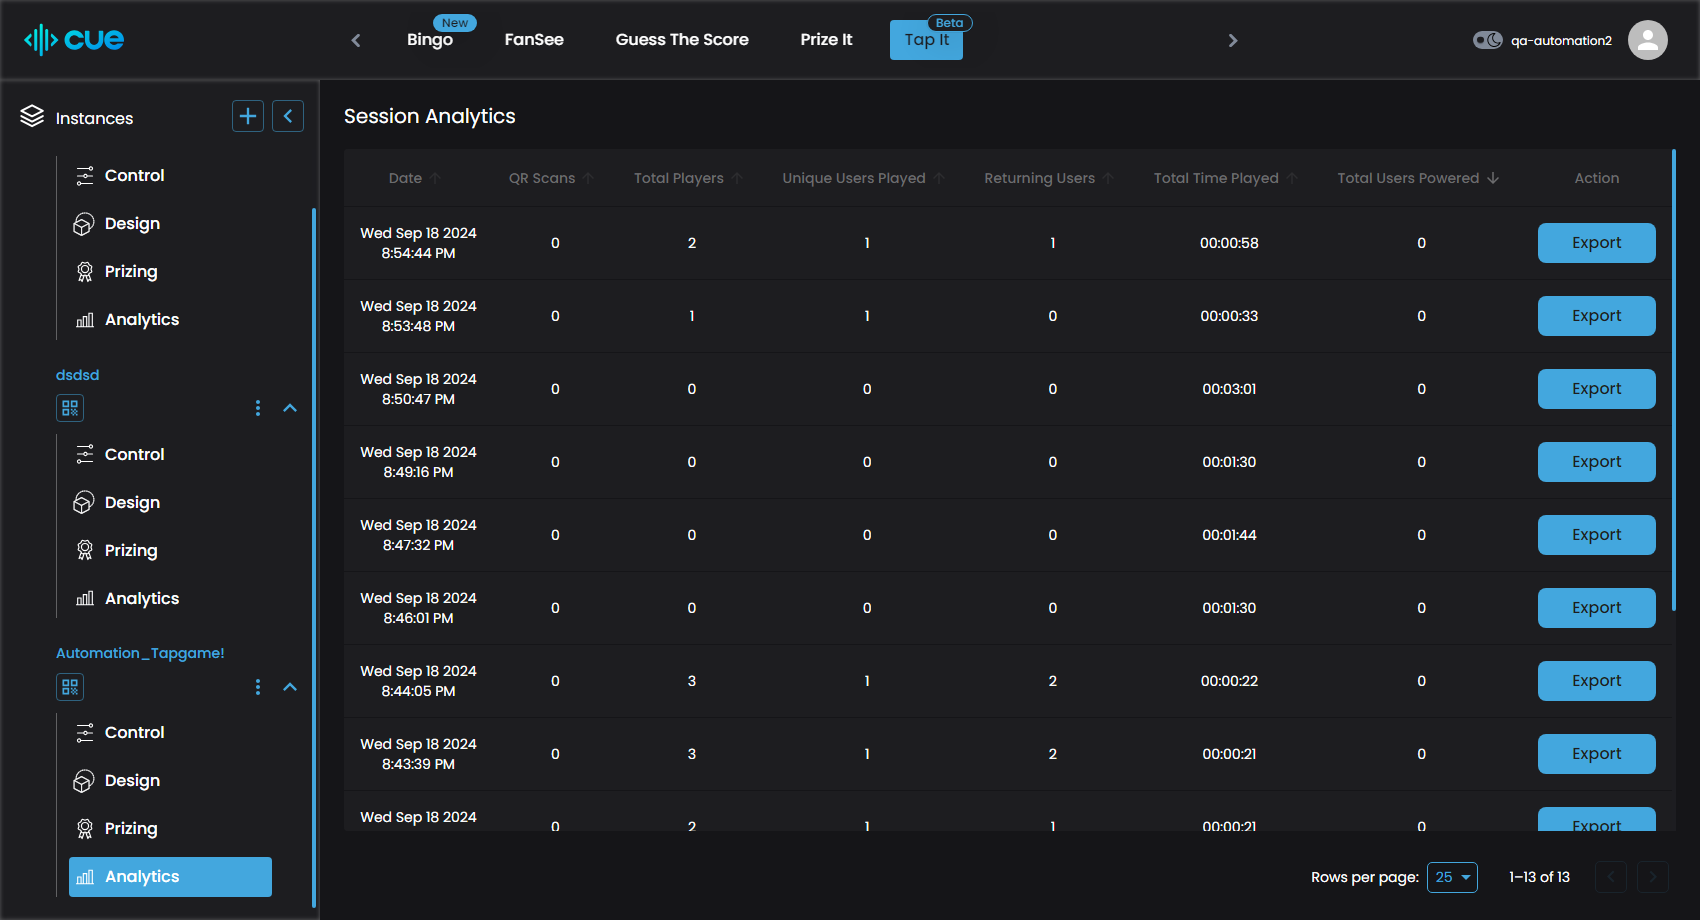 cue
Bingo
New
FanSee
Guess The Score
Prize It
Tap It
Beta
qa-automation2
Instances
Control
Design
Prizing
Analytics
dsdsd
Control
Design
Prizing
Analytics
Automation_Tapgame!
Control
Design
Prizing
Analytics
Session Analytics
Date QR Scans Total Players Unique Users Played Returning Users Total Time Played Total Users Powered Action
Wed Sep 18 2024
8:54:44 PM 0 2 1 1 00:00:58 0 Export
Wed Sep 18 2024
8:53:48 PM 0 1 1 0 00:00:33 0 Export
Wed Sep 18 2024
8:50:47 PM 0 0 0 0 00:03:01 0 Export
Wed Sep 18 2024
8:49:16 PM 0 0 0 0 00:01:30 0 Export
Wed Sep 18 2024
8:47:32 PM 0 0 0 0 00:01:44 0 Export
Wed Sep 18 2024
8:46:01 PM 0 0 0 0 00:01:30 0 Export
Wed Sep 18 2024
8:44:05 PM 0 3 1 2 00:00:22 0 Export
Wed Sep 18 2024
8:43:39 PM 0 3 1 2 00:00:21 0 Export
Wed Sep 18 2024
0 2 1 1 00:00:21 0 Export
Rows per page: 25 1–13 of 13